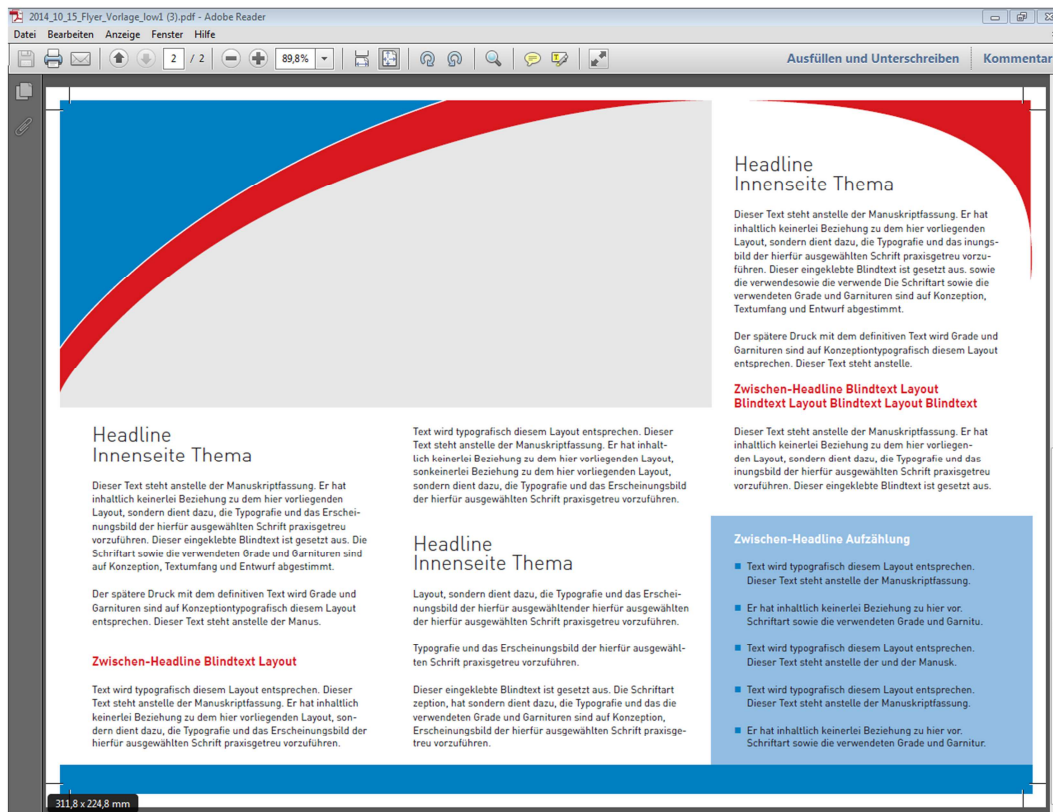 2014_10_15_Flyer_Vorlage_low1 (3).pdf - Adobe Reader
Datei Bearbeiten Anzeige Fenster Hilfe
2 / 2 89,8% Ausfüllen und Unterschreiben Kommentar
Headline
Innenseite Thema
Dieser Text steht anstelle der Manuskriptfassung. Er hat
inhaltlich keinerlei Beziehung zu dem hier vorliegenden
Layout, sondern dient dazu, die Typografie und das Erschei-
nungsbild der hierfür ausgewählten Schrift praxisgetreu
vorzuführen. Dieser eingeklebte Blindtext ist gesetzt aus. Die
Schriftart sowie die verwendeten Grade und Garnituren sind
auf Konzeption, Textumfang und Entwurf abgestimmt.
Der spätere Druck mit dem definitiven Text wird Grade und
Garnituren sind auf Konzeptiontypografisch diesem Layout
entsprechen. Dieser Text steht anstelle der Manus.
Zwischen-Headline Blindtext Layout
Text wird typografisch diesem Layout entsprechen. Dieser
Text steht anstelle der Manuskriptfassung. Er hat inhaltlich
keinerlei Beziehung zu dem hier vorliegenden Layout, son-
dern dient dazu, die Typografie und das Erscheinungsbild der
hierfür ausgewählten Schrift praxisgetreu vorzuführen.
Text wird typografisch diesem Layout entsprechen. Dieser
Text steht anstelle der Manuskriptfassung. Er hat inhalt-
lich keinerlei Beziehung zu dem hier vorliegenden Layout,
sonkeinerlei Beziehung zu dem hier vorliegenden Layout,
sondern dient dazu, die Typografie und das Erscheinungsbild
der hierfür ausgewählten Schrift praxisgetreu vorzuführen.
Headline
Innenseite Thema
Layout, sondern dient dazu, die Typografie und das Erschei-
nungsbild der hierfür ausgewähltender hierfür ausgewählten
der hierfür ausgewählten Schrift praxisgetreu vorzuführen.
Typografie und das Erscheinungsbild der hierfür ausgewähl-
ten Schrift praxisgetreu vorzuführen.
Dieser eingeklebte Blindtext ist gesetzt aus. Die Schriftart
zeption, hat sondern dient dazu, die Typografie und das die
verwendeten Grade und Garnituren sind auf Konzeption,
Erscheinungsbild der hierfür ausgewählten Schrift praxisge-
treu vorzuführen.
Headline
Innenseite Thema
Dieser Text steht anstelle der Manuskriptfassung. Er hat
inhaltlich keinerlei Beziehung zu dem hier vorliegenden
Layout, sondern dient dazu, die Typografie und das inungs-
bild der hierfür ausgewählten Schrift praxisgetreu vorzu-
führen. Dieser eingeklebte Blindtext ist gesetzt aus. sowie
die verwendesowie die verwende Die Schriftart sowie die
verwendeten Grade und Garnituren sind auf Konzeption,
Textumfang und Entwurf abgestimmt.
Der spätere Druck mit dem definitiven Text wird Grade und
Garnituren sind auf Konzeptiontypografisch diesem Layout
entsprechen. Dieser Text steht anstelle.
Zwischen-Headline Blindtext Layout
Blindtext Layout Blindtext Layout Blindtext
Dieser Text steht anstelle der Manuskriptfassung. Er hat
inhaltlich keinerlei Beziehung zu dem hier vorliegen-
den Layout, sondern dient dazu, die Typografie und das
inungsbild der hierfür ausgewählten Schrift praxisgetreu
vorzuführen. Dieser eingeklebte Blindtext ist gesetzt aus.
Zwischen-Headline Aufzählung
Text wird typografisch diesem Layout entsprechen.
Dieser Text steht anstelle der Manuskriptfassung.
Er hat inhaltlich keinerlei Beziehung zu hier vor.
Schriftart sowie die verwendeten Grade und Garnitu.
Text wird typografisch diesem Layout entsprechen.
Dieser Text steht anstelle der und der Manusk.
Text wird typografisch diesem Layout entsprechen.
Dieser Text steht anstelle der Manuskriptfassung.
Er hat inhaltlich keinerlei Beziehung zu hier vor.
Schriftart sowie die verwendeten Grade und Garnitur.
311,8 x 224,8 mm